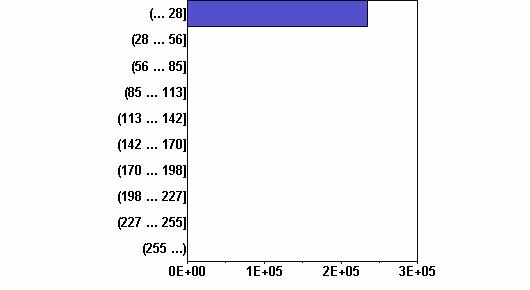 (... 28]
(28 ... 56]
(56 ... 85]
(85 ... 113]
(113 ... 142]
(142 ... 170]
(170 ... 198]
(198 ... 227]
(227 ... 255]
(255 ...)
0E+00 1E+05 2E+05 3E+05